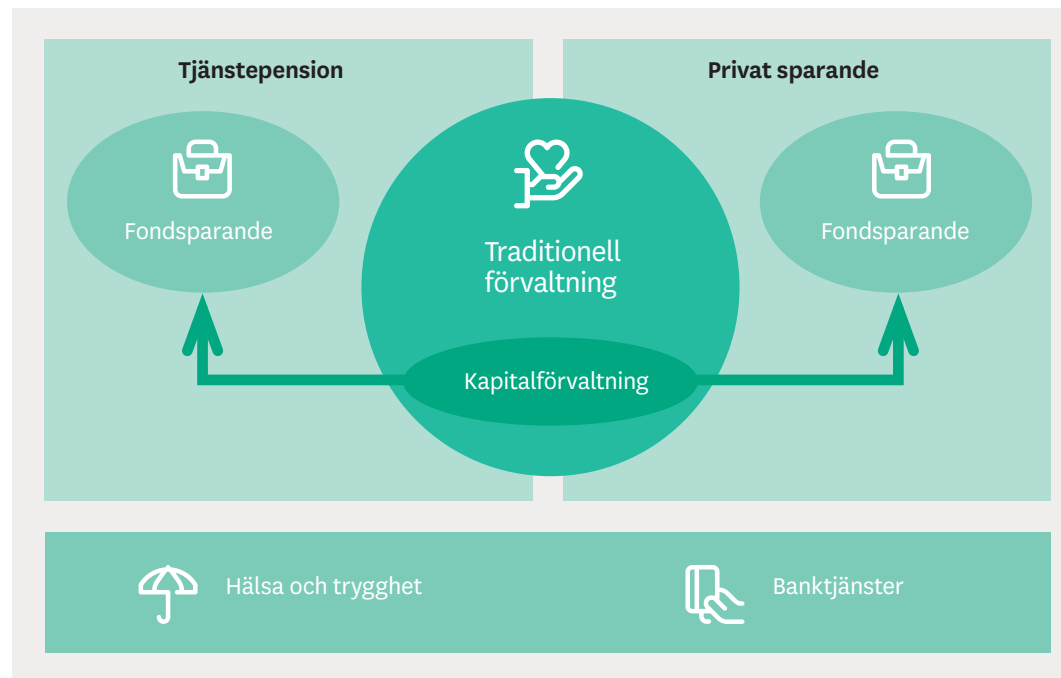 Tjänstepension
Privat sparande
Fondsparande
Traditionell
förvaltning
Fondsparande
Kapitalförvaltning
Hälsa och trygghet
Banktjänster